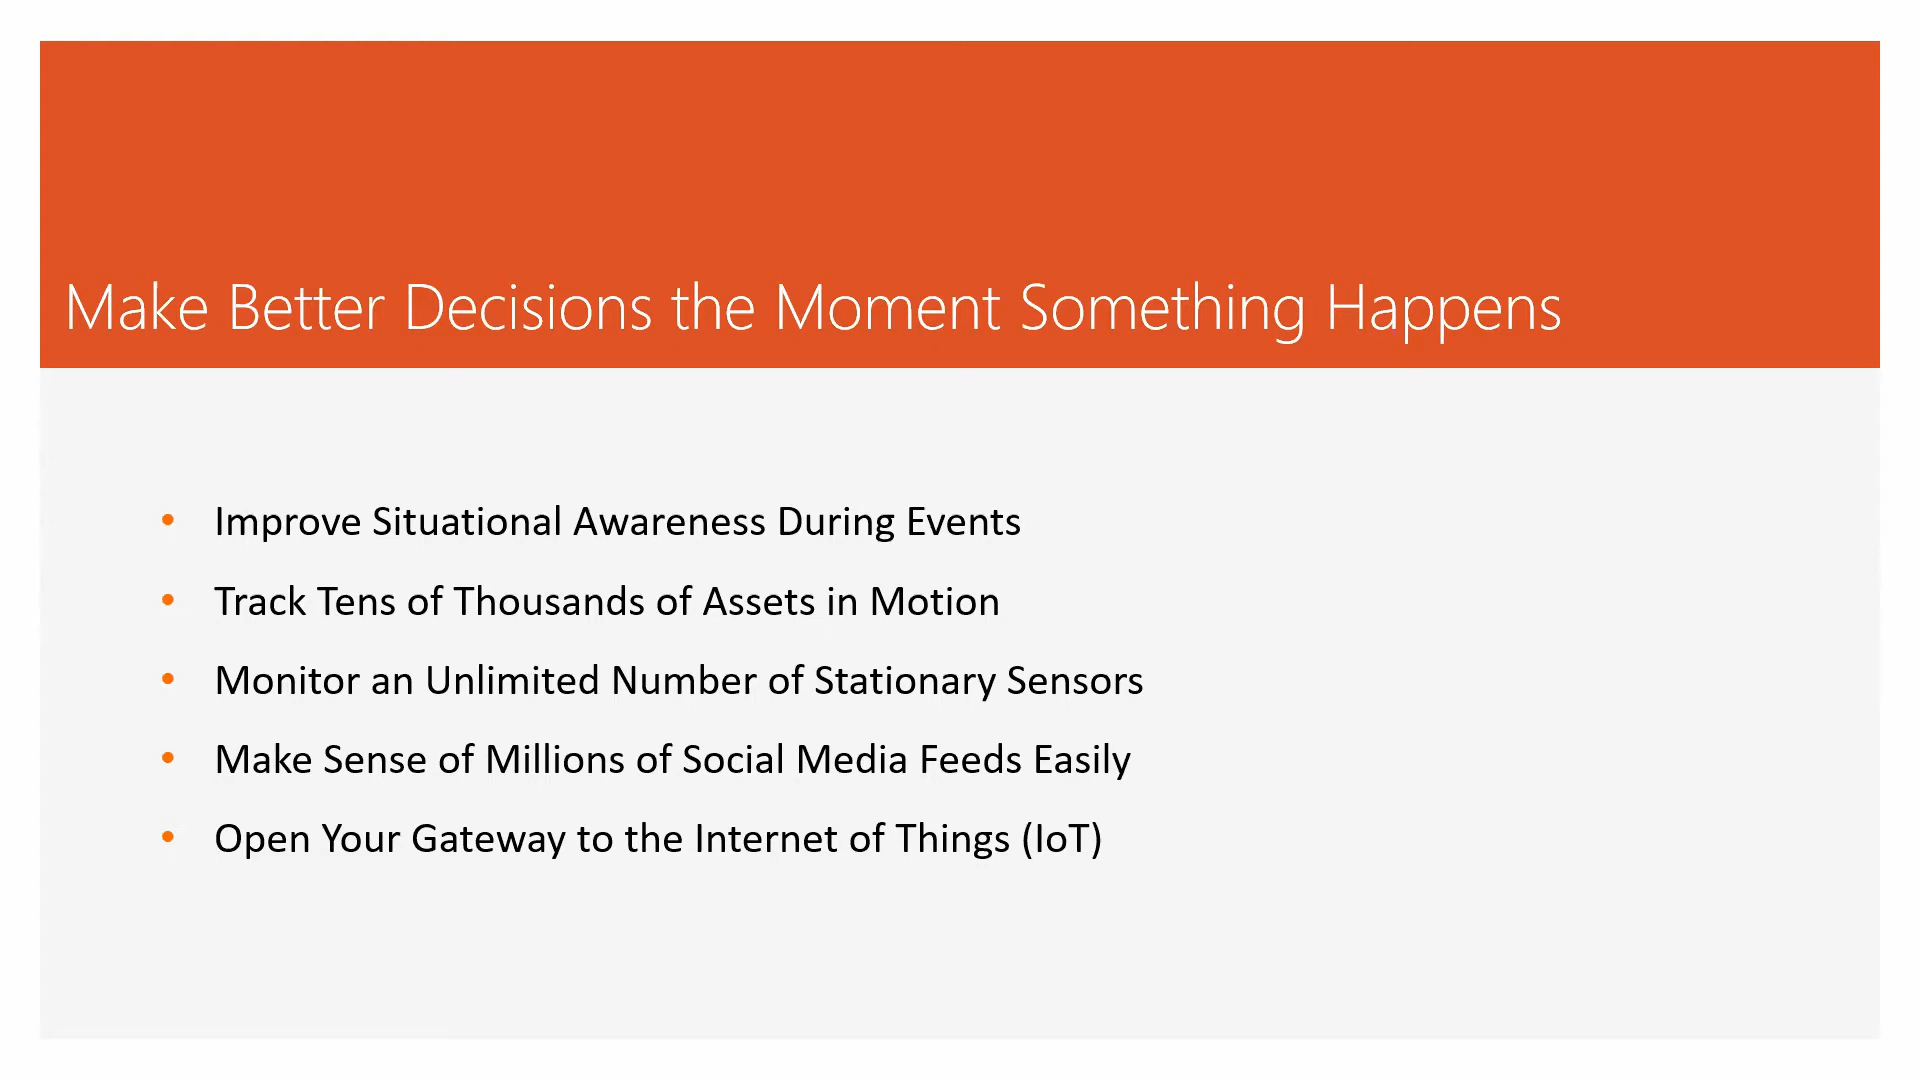 Make Better Decisions the Moment Something Happens
• Improve Situational Awareness During Events
• Track Tens of Thousands of Assets in Motion
• Monitor an Unlimited Number of Stationary Sensors
• Make Sense of Millions of Social Media Feeds Easily
• Open Your Gateway to the Internet of Things (IoT)